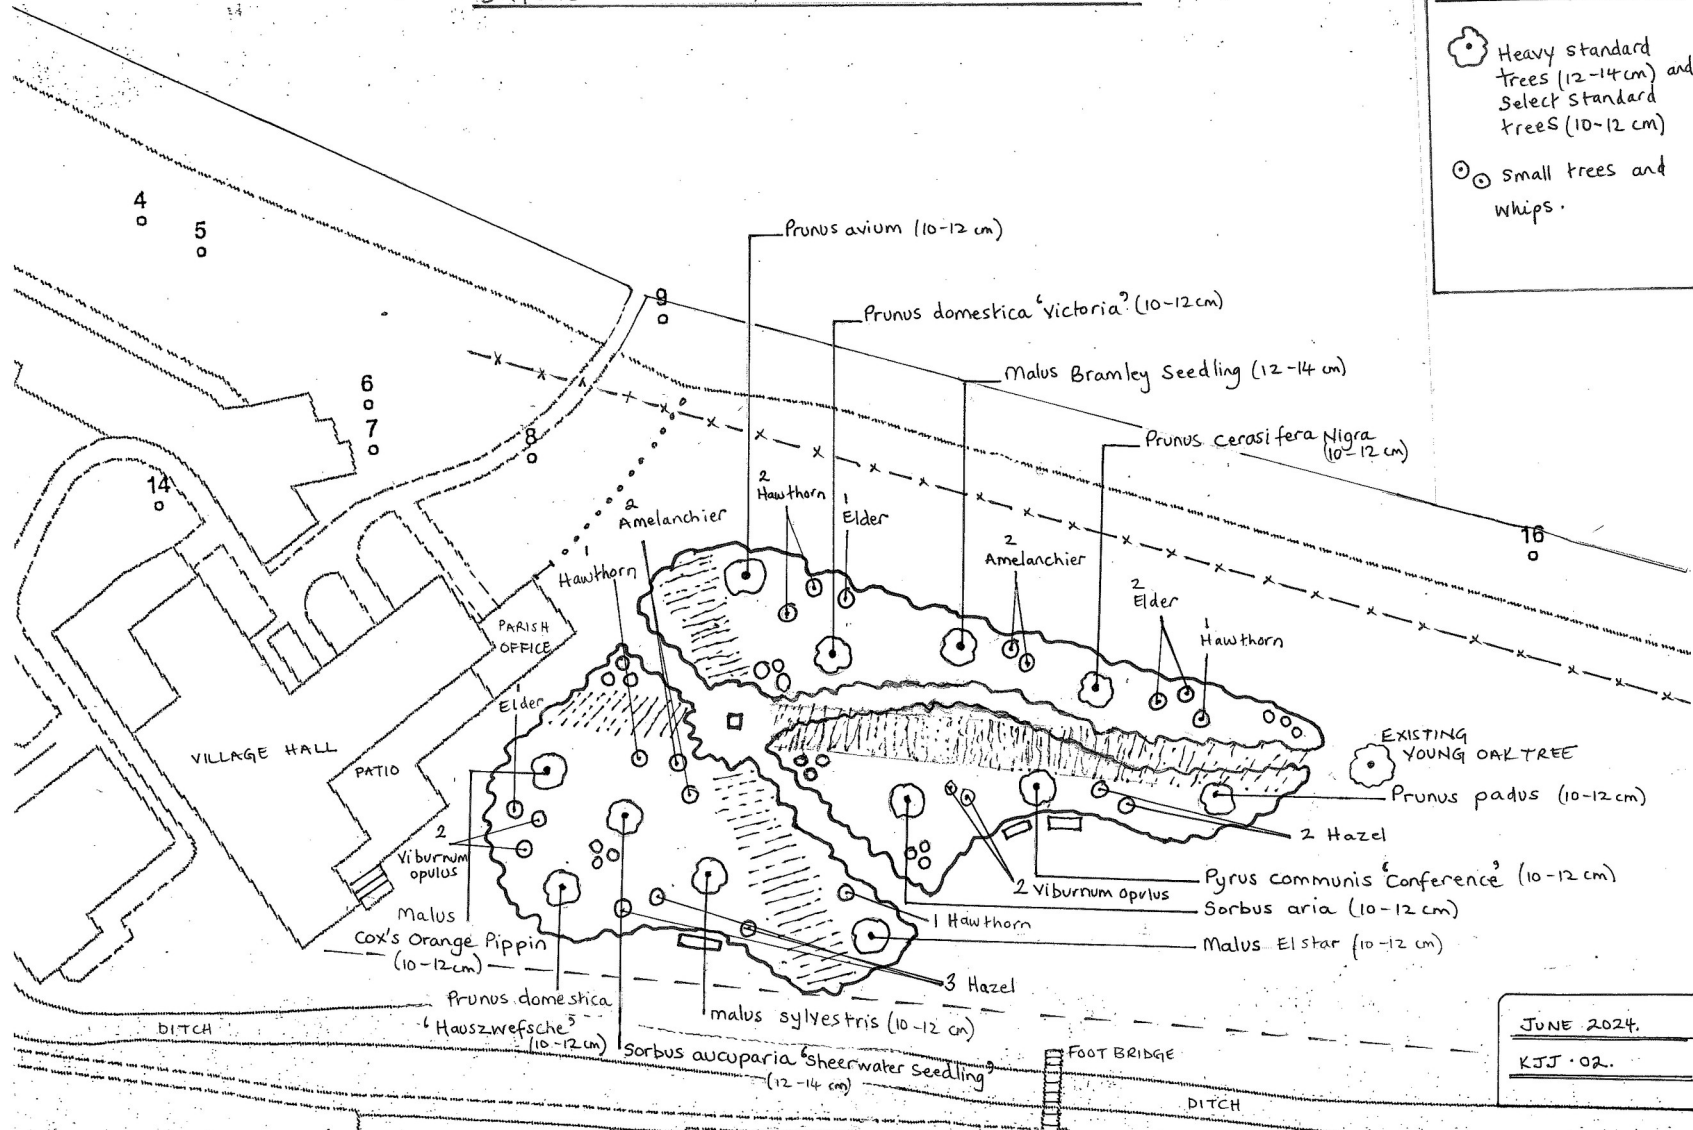 Heavy standard
trees (12-14cm) and
Select standard
trees (10-12 cm)
small trees and
whips.
4
5
Prunus avium (10-12 cm)
9
Prunus domestica 'Victoria' (10-12cm)
Malus Bramley Seedling (12-14 cm)
6
7
8
Prunus cerasifera Nigra
(10-12 cm)
14
2
Hawthorn
1
Elder
2
Amelanchier
16
2
Amelanchier
1
Hawthorn
2
Elder
1
Hawthorn
PARISH
OFFICE
1
Elder
VILLAGE HALL
PATIO
EXISTING
YOUNG OAK TREE
Prunus padus (10-12cm)
2 Hazel
2
Viburnum
opulus
Pyrus communis 'Conference' (10-12 cm)
2 Viburnum opulus
Sorbus aria (10-12 cm)
1 Hawthorn
Malus Elstar (10-12 cm)
Malus
Cox's Orange Pippin
(10-12cm)
3 Hazel
Prunus domestica
'Hauszwefsche'
(10-12cm)
malus sylvestris (10-12 cm)
Sorbus aucuparia 'Sheerwater Seedling'
(12-14 cm)
DITCH
FOOT BRIDGE
DITCH
JUNE 2024.
KJJ·02.